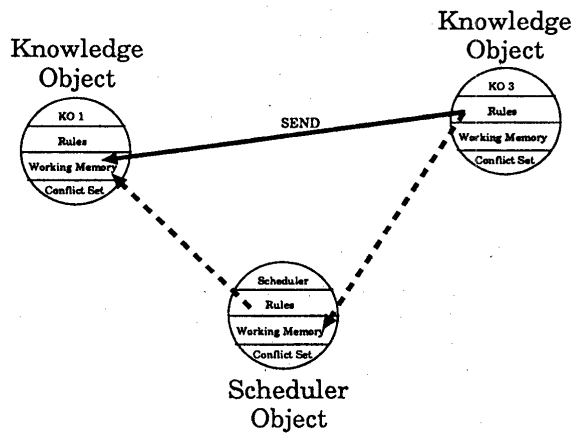 Knowledge
Object
KO 1
Rules
Working Memory
Conflict Set
SEND
Knowledge
Object
KO 3
Rules
Working Memory
Conflict Set
Scheduler
Rules
Working Memory
Conflict Set
Scheduler
Object